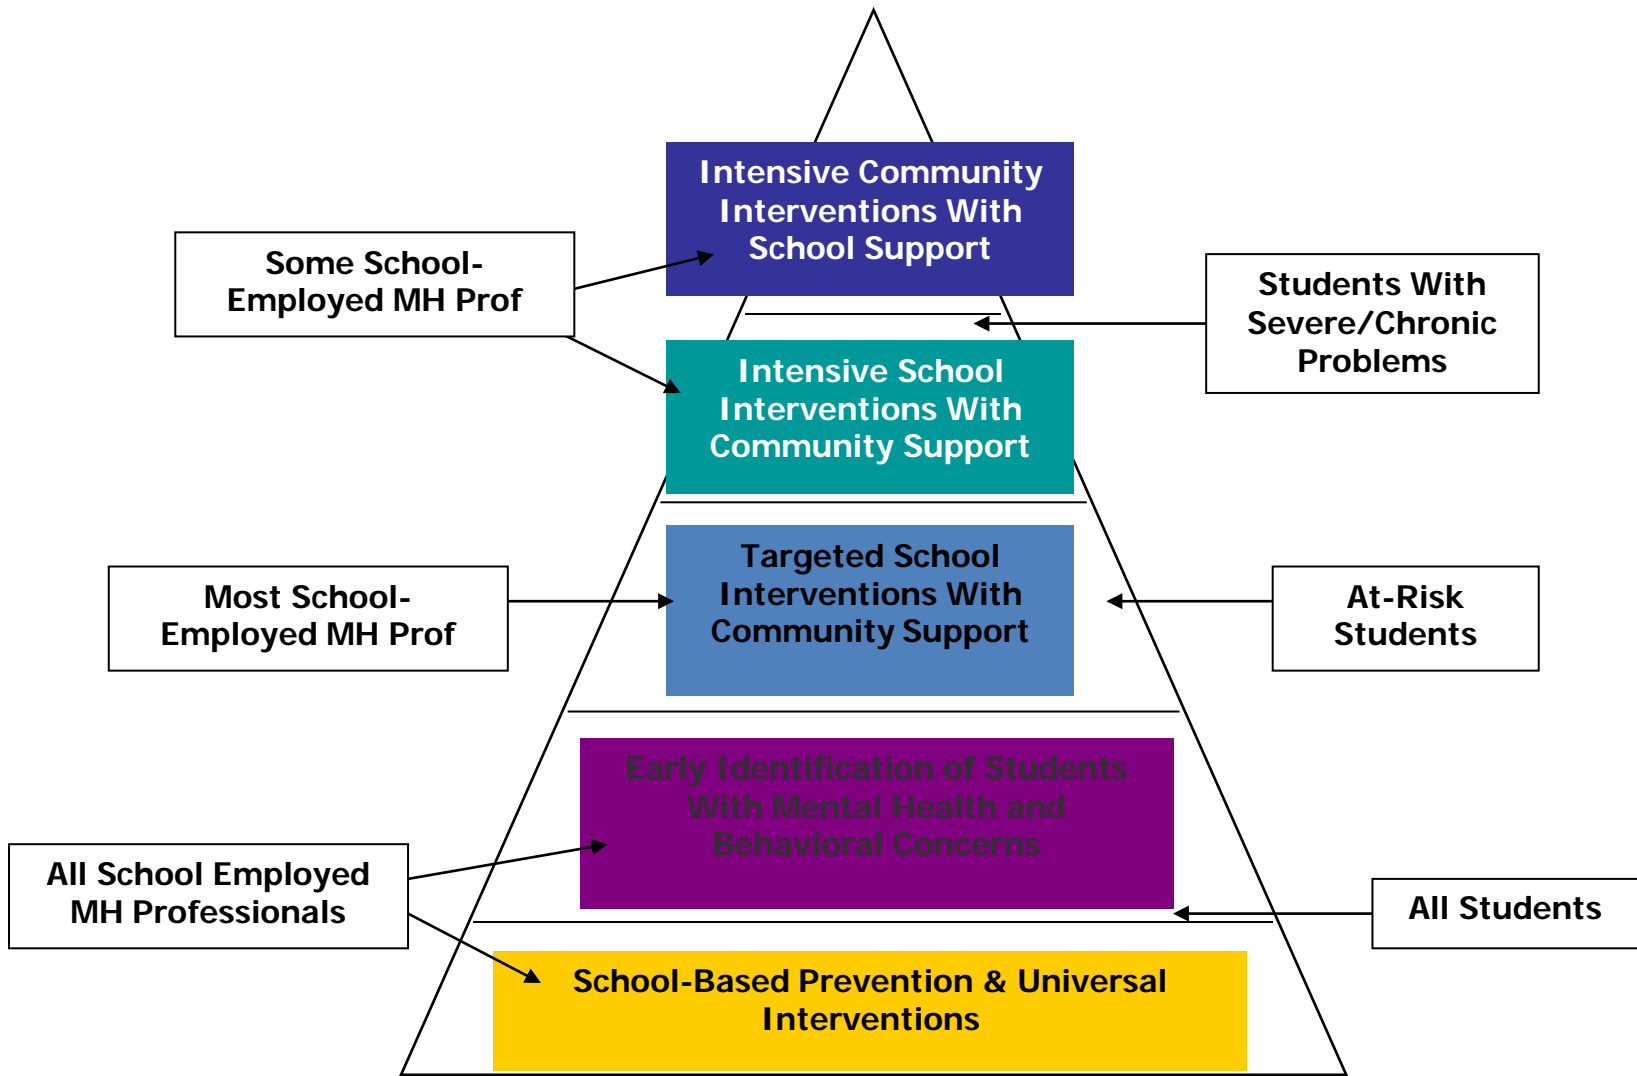 Intensive Community
Interventions With
School Support
Some School-
Employed MH Prof
Students With
Severe/Chronic
Problems
Intensive School
Interventions With
Community Support
Targeted School
Interventions With
Community Support
Most School-
Employed MH Prof
At-Risk
Students
Early Identification of Students
With Mental Health and
Behavioral Concerns
All School Employed
MH Professionals
All Students
School-Based Prevention & Universal
Interventions